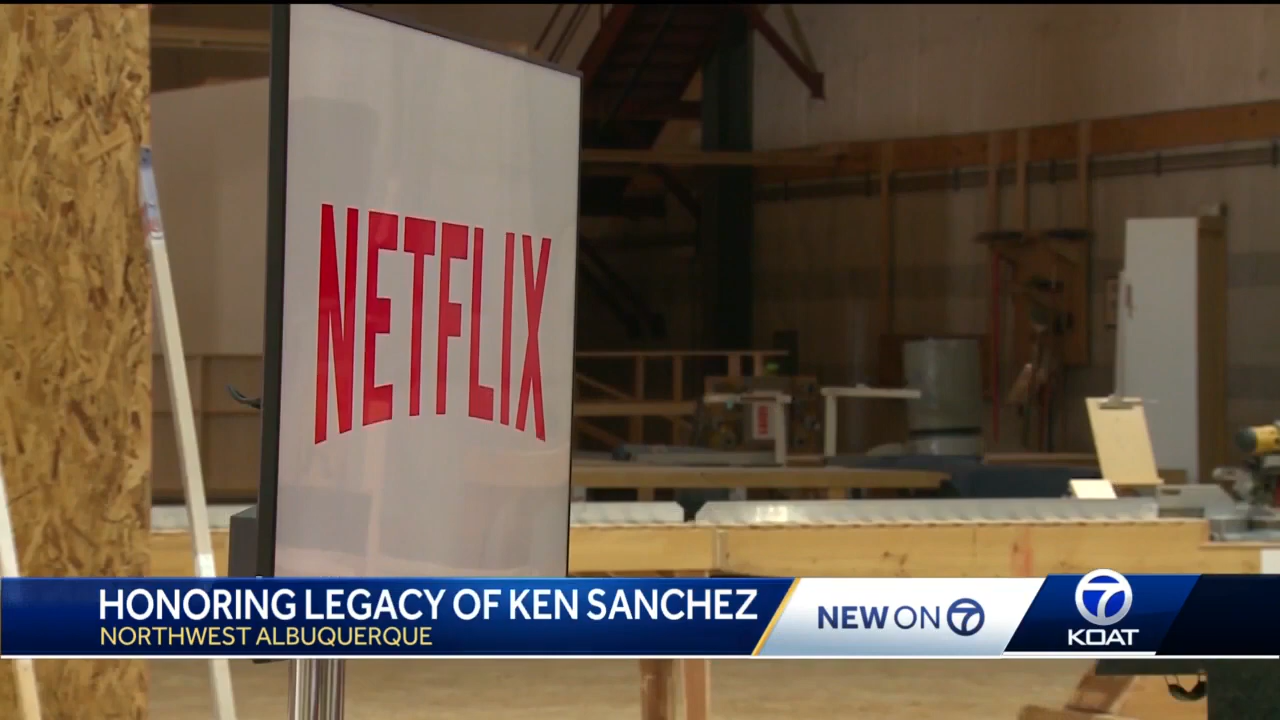 NETFLIX
HONORING LEGACY OF KEN SANCHEZ
NORTHWEST ALBUQUERQUE
NEW ON 7
7
KOAT